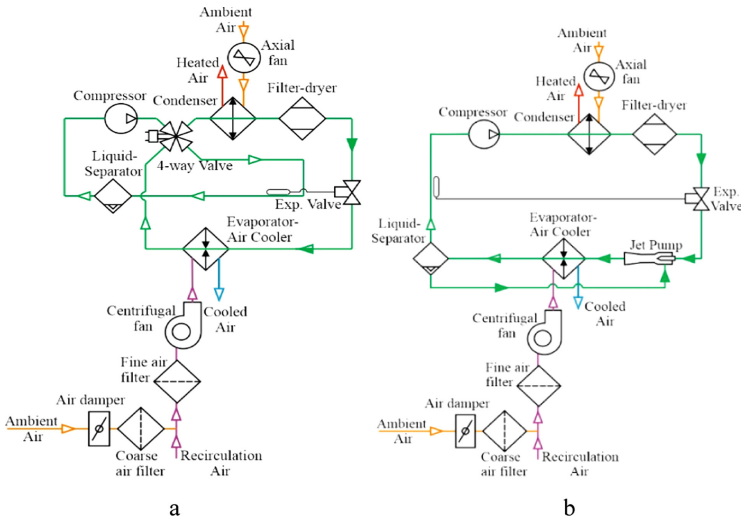 Ambient
Air
Axial
fan
Heated
Air
Condenser
Filter-dryer
Compressor
Liquid-
Separator
4-way Valve
Exp. Valve
Evaporator-
Air Cooler
Centrifugal
fan
Cooled
Air
Fine air
filter
Air damper
Ambient
Air
Coarse
air filter
Recirculation
Air
a
Ambient
Air
Axial
fan
Heated
Air
Condenser
Filter-dryer
Compressor
Exp.
Valve
Liquid-
Separator
Evaporator-
Air Cooler
Jet Pump
Centrifugal
fan
Cooled
Air
Fine air
filter
Air damper
Ambient
Air
Coarse
air filter
Recirculation
Air
b